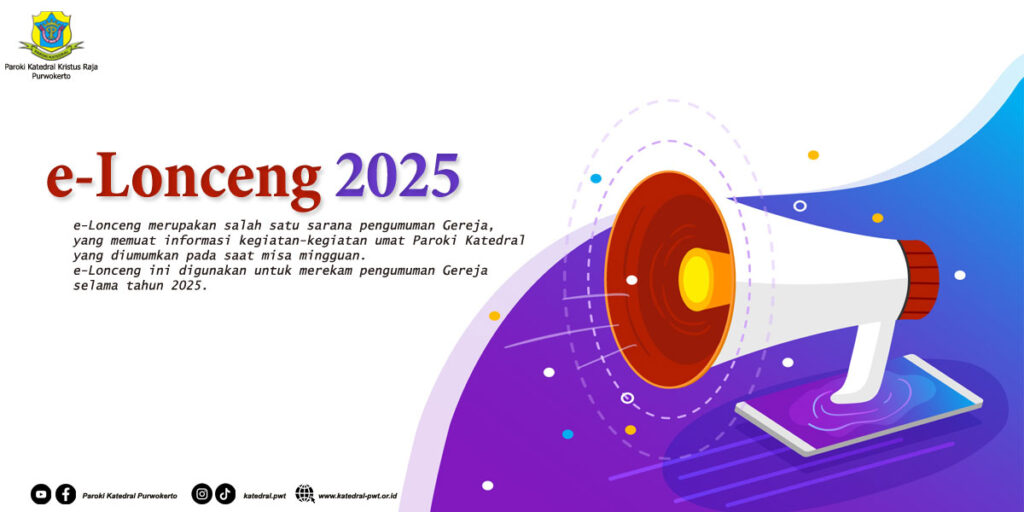 Paroki Katedral Kristus Raja
Purwokerto
e-Lonceng 2025
e-Lonceng merupakan salah satu sarana pengumuman Gereja,
yang memuat informasi kegiatan-kegiatan umat Paroki Katedral
yang diumumkan pada saat misa mingguan.
e-Lonceng ini digunakan untuk merekam pengumuman Gereja
selama tahun 2025.
Paroki Katedral Purwokerto katedral.pwt www.katedral-pwt.or.id